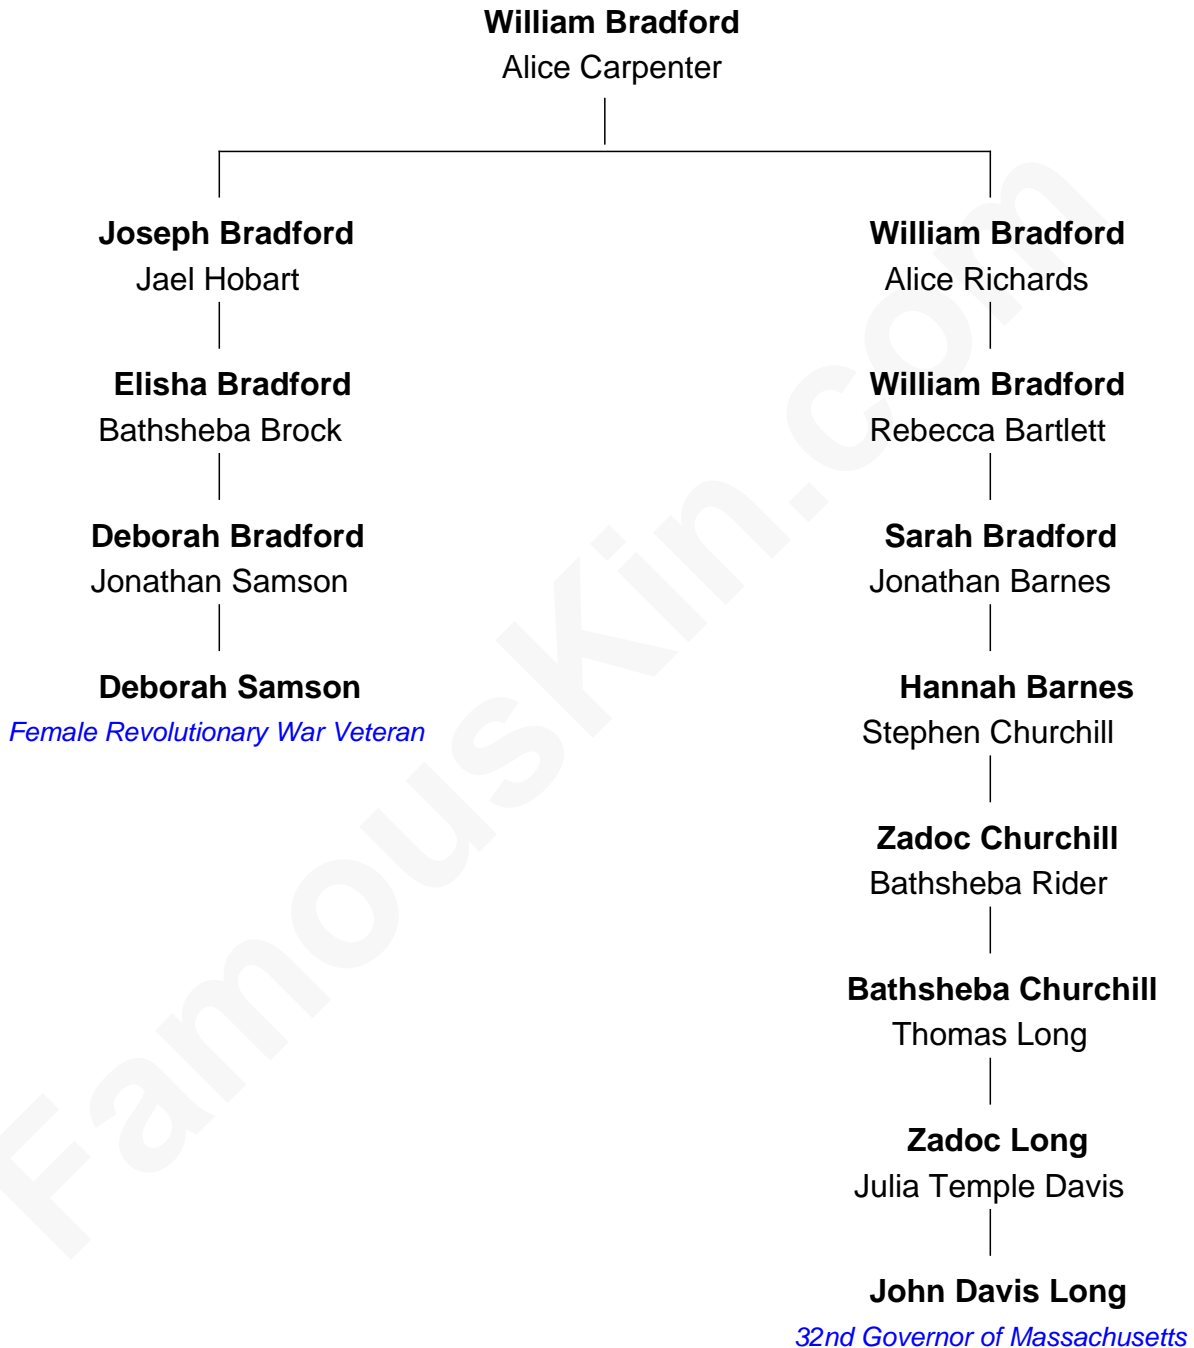 William Bradford
Alice Carpenter
Joseph Bradford
Jael Hobart
William Bradford
Alice Richards
Elisha Bradford
Bathsheba Brock
William Bradford
Rebecca Bartlett
Deborah Bradford
Jonathan Samson
Sarah Bradford
Jonathan Barnes
Deborah Samson
Female Revolutionary War Veteran
Hannah Barnes
Stephen Churchill
Zadoc Churchill
Bathsheba Rider
Bathsheba Churchill
Thomas Long
Zadoc Long
Julia Temple Davis
John Davis Long
32nd Governor of Massachusetts
FamousKin.com